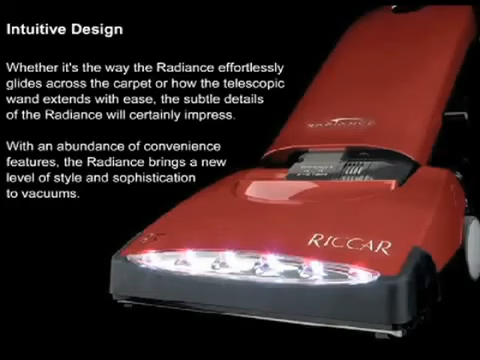 Intuitive Design
Whether it's the way the Radiance effortlessly
glides across the carpet or how the telescopic
wand extends with ease, the subtle details
of the Radiance will certainly impress.
With an abundance of convenience
features, the Radiance brings a new
level of style and sophistication
to vacuums.
RADIANCE
RICCAR